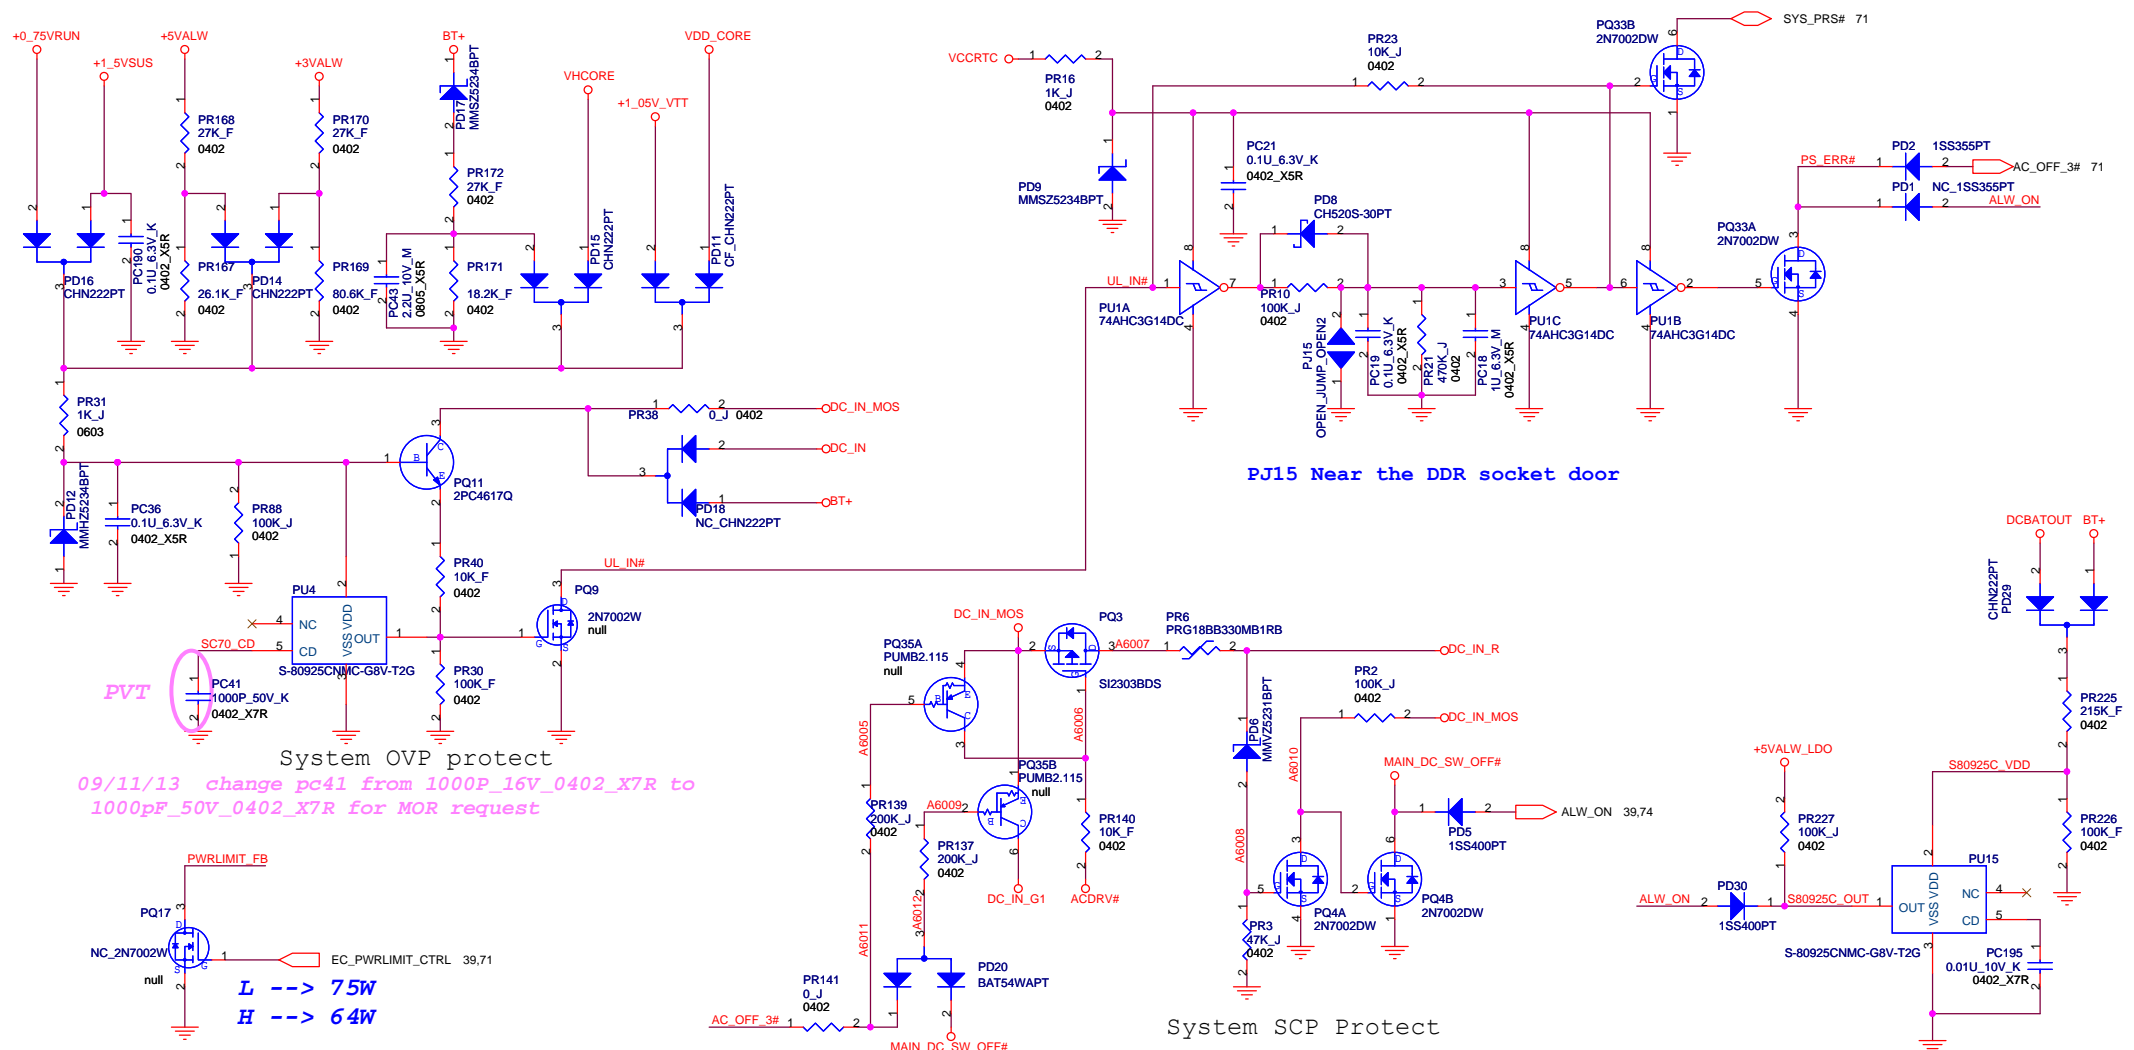 +0_75VRUN
+1_5VSUS
+5VALW
+3VALW
BT+
VHCORE
+1_05V_VTT
VDD_CORE
PD17
MMSZ5234BPT
PR168
27K_F
0402
PR170
27K_F
0402
PR172
27K_F
0402
PD16
CHN222PT
PC190
0.1U_6.3V_K
0402_X5R
PR167
26.1K_F
0402
PD14
CHN222PT
PR169
80.6K_F
0402
PC43
2.2U_10V_M
0805_X5R
PR171
18.2K_F
0402
PD15
CHN222PT
PD11
CF_CHN222PT
PR31
1K_J
0603
PD12
MMHZ5234BPT
PC36
0.1U_6.3V_K
0402_X5R
PR88
100K_J
0402
PQ11
2PC4617Q
PR38
0_J 0402
DC_IN_MOS
DC_IN
BT+
PD18
NC_CHN222PT
PR40
10K_F
0402
UL_IN#
PQ9
2N7002W
null
PU4
NC
CD
VSS VDD
OUT
S-80925CNMC-G8V-T2G
SC70_CD
PC41
1000P_50V_K
0402_X7R
PVT
PR30
100K_F
0402
System OVP protect
09/11/13 change pc41 from 1000P_16V_0402_X7R to
1000pF_50V_0402_X7R for MOR request
PWRLIMIT_FB
PQ17
NC_2N7002W
null
EC_PWRLIMIT_CTRL 39,71
L --> 75W
H --> 64W
VCCRTC
PR16
1K_J
0402
PD9
MMSZ5234BPT
PC21
0.1U_6.3V_K
0402_X5R
PR23
10K_J
0402
PQ33B
2N7002DW
SYS_PRS# 71
PS_ERR#
PD2
1SS355PT
AC_OFF_3# 71
PD1
NC_1SS355PT
ALW_ON
PQ33A
2N7002DW
PD8
CH520S-30PT
UL_IN#
PU1A
74AHC3G14DC
PR10
100K_J
0402
PJ15
OPEN_JUMP_OPEN2
PC19
0.1U_6.3V_K
0402_X5R
PR21
470K_J
0402
PC18
1U_6.3V_M
0402_X5R
PU1C
74AHC3G14DC
PU1B
74AHC3G14DC
PJ15 Near the DDR socket door
DC_IN_MOS
PQ35A
PUMB2.115
null
PQ3
SI2303BDS
A6007
PR6
PRG18BB330MB1RB
DC_IN_R
A6005
A6006
PQ35B
PUMB2.115
null
A6009
PR139
200K_J
0402
PR137
200K_J
0402
PR140
10K_F
0402
DC_IN_G1
ACDRV#
A6011
A6012
PD20
BAT54WAPT
PR141
0_J
0402
AC_OFF_3#
MAIN_DC_SW_OFF#
PD6
MMVZ5231BPT
PR2
100K_J
0402
DC_IN_MOS
A6010
A6008
MAIN_DC_SW_OFF#
PD5
1SS400PT
ALW_ON 39,74
PQ4A
2N7002DW
PQ4B
2N7002DW
PR3
47K_J
0402
System SCP Protect
DCBATOUT
BT+
CHN222PT
PD29
PR225
215K_F
0402
+5VALW_LDO
S80925C_VDD
PR227
100K_J
0402
PR226
100K_F
0402
ALW_ON
PD30
1SS400PT
S80925C_OUT
PU15
OUT
VSS VDD
NC
CD
S-80925CNMC-G8V-T2G
PC195
0.01U_10V_K
0402_X7R